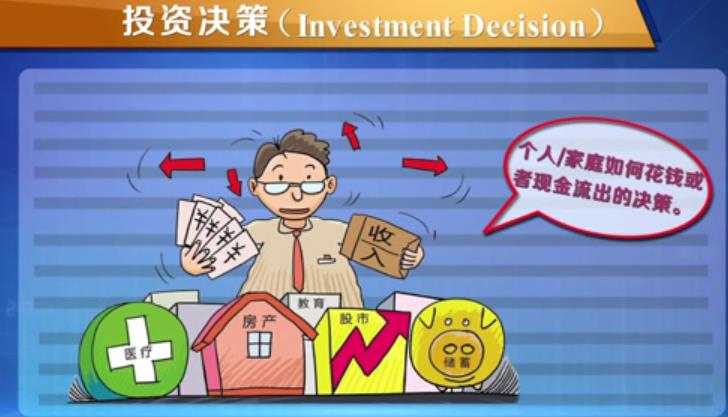 投资决策（Investment Decision）
个人/家庭如何花钱或
者现金流出的决策。
¥ ¥ ¥ ¥
收
入
教育
房产
股市
医疗
储蓄